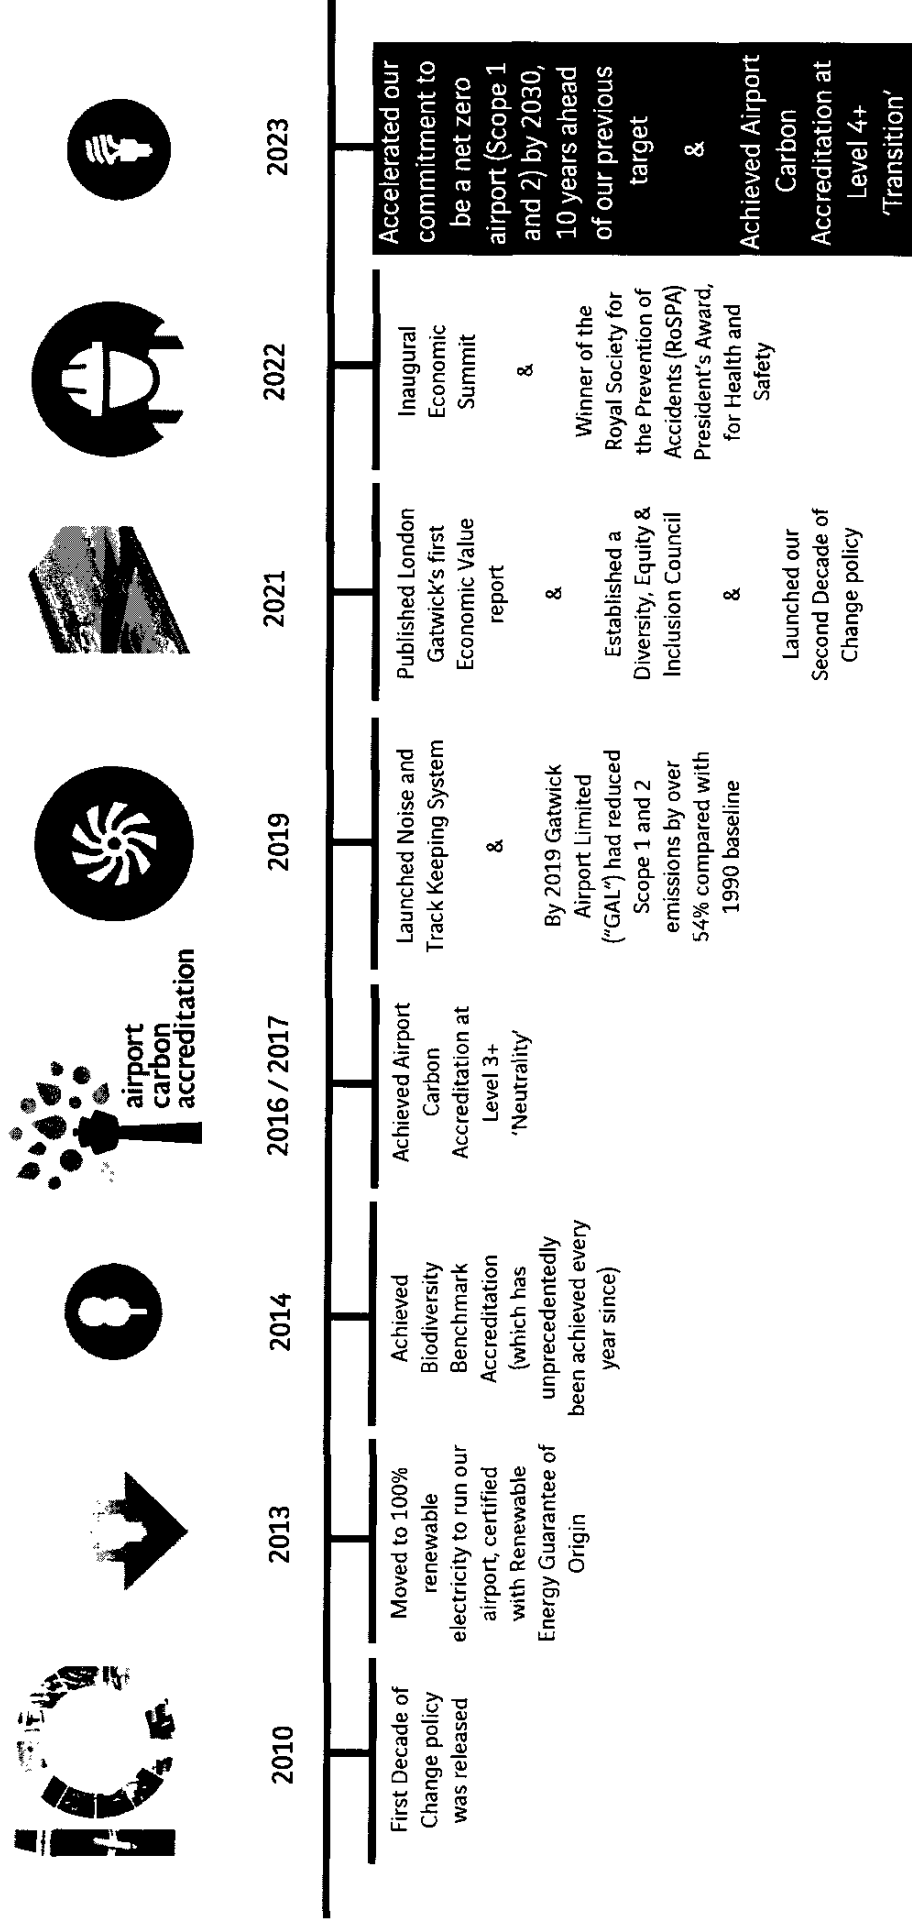 airport
carbon
accreditation
2010
First Decade of
Change policy
was released
2013
Moved to 100%
renewable
electricity to run our
airport, certified
with Renewable
Energy Guarantee of
Origin
2014
Achieved
Biodiversity
Benchmark
Accreditation
(which has
unprecedentedly
been achieved every
year since)
2016 / 2017
Achieved Airport
Carbon
Accreditation at
Level 3+
‘Neutrality’
2019
Launched Noise and
Track Keeping System
&
By 2019 Gatwick
Airport Limited
(“GAL”) had reduced
Scope 1 and 2
emissions by over
54% compared with
1990 baseline
2021
Published London
Gatwick’s first
Economic Value
report
&
Established a
Diversity, Equity &
Inclusion Council
&
Launched our
Second Decade of
Change policy
2022
Inaugural
Economic
Summit
&
Winner of the
Royal Society for
the Prevention of
Accidents (RoSPA)
President’s Award,
for Health and
Safety
2023
Accelerated our
commitment to
be a net zero
airport (Scope 1
and 2) by 2030,
10 years ahead
of our previous
target
&
Achieved Airport
Carbon
Accreditation at
Level 4+
‘Transition’